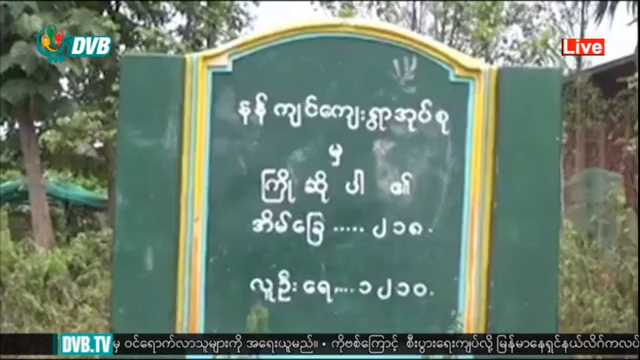 DVB
Live
နန်ကျင်ကျေးရွာအုပ်စု
မှ
ကြိုဆိုပါ၏
အိမ်ခြေ.....၂၁၈.
လူဦးရေ....၁၂၁၀.
DVB.TV မှ ဝင်ရောက်လာသူများကို အရေးယူမည်။ • ကိုဗစ်ကြောင့် စီးပွားရေးကျပ်လို့ မြန်မာနေရှင်နယ်လိဂ်ကလပ်